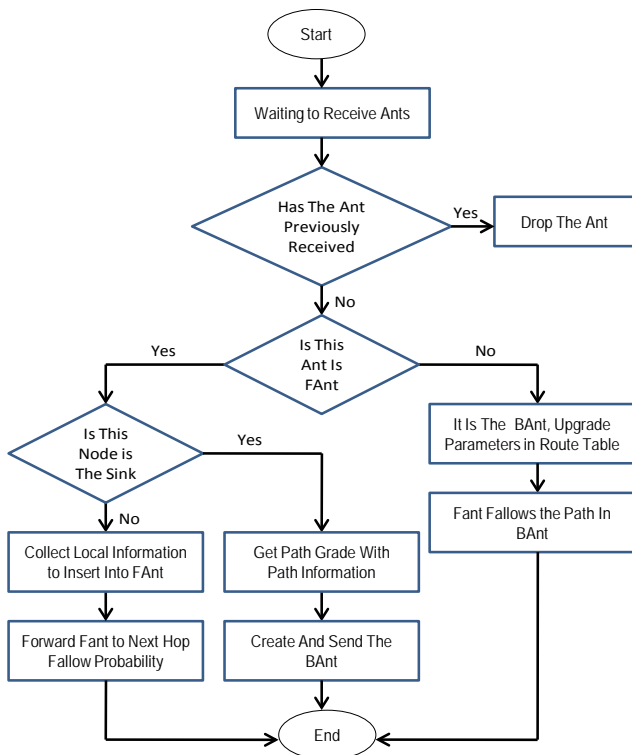 Start
Waiting to Receive Ants
Has The Ant
Previously
Received
Yes
Drop The Ant
No
Is This
Ant Is
FAnt
Yes
No
Is This
Node is
The Sink
Yes
It Is The BAnt, Upgrade
Parameters in Route Table
No
Fant Fallows the Path In
BAnt
Collect Local Information
to Insert Into FAnt
Get Path Grade With
Path Information
Forward Fant to Next Hop
Fallow Probability
Create And Send The
BAnt
End